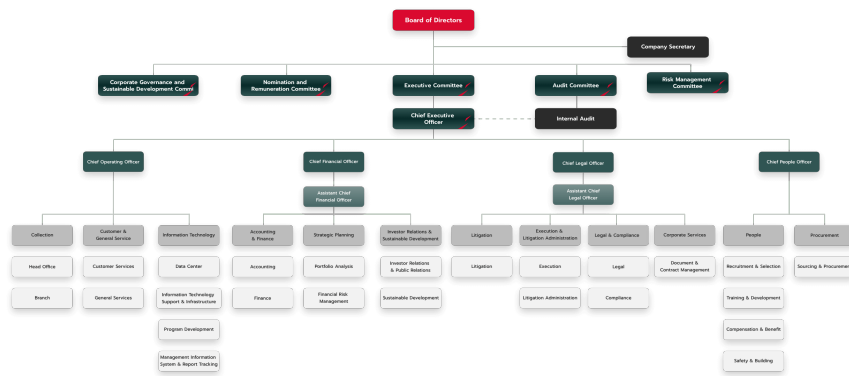 Board of Directors
Company Secretary
Corporate Governance and
Sustainable Development Commi
Nomination and
Remuneration Committee
Executive Committee
Audit Committee
Risk Management
Committee
Chief Executive
Officer
Internal Audit
Chief Operating Officer
Chief Financial Officer
Chief Legal Officer
Chief People Officer
Assistant Chief
Financial Officer
Assistant Chief
Legal Officer
Collection
Customer &
General Service
Information Technology
Accounting
& Finance
Strategic Planning
Investor Relations &
Sustainable Development
Litigation
Execution &
Litigation Administration
Legal & Compliance
Corporate Services
People
Procurement
Head Office
Customer Services
Data Center
Accounting
Portfolio Analysis
Investor Relations
& Public Relations
Litigation
Execution
Legal
Document &
Contract Management
Recruitment & Selection
Sourcing & Procurement
Branch
General Services
Information Technology
Support & Infrastructure
Finance
Financial Risk
Management
Sustainable Development
Litigation Administration
Compliance
Training & Development
Program Development
Compensation & Benefit
Management Information
System & Report Tracking
Safety & Building